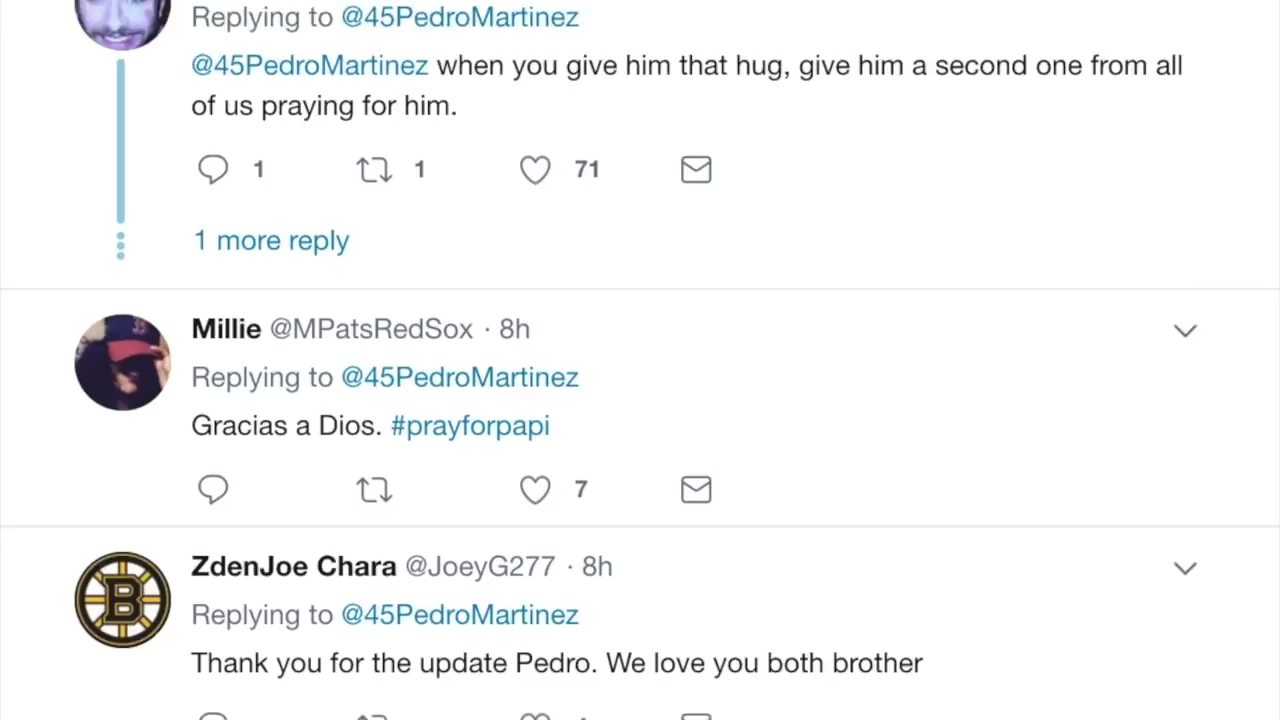 Replying to @45PedroMartinez
@45PedroMartinez when you give him that hug, give him a second one from all
of us praying for him.
1 1 71
1 more reply
Millie @MPatsRedSox · 8h
Replying to @45PedroMartinez
Gracias a Dios. #prayforpapi
7
B
ZdenJoe Chara @JoeyG277 · 8h
Replying to @45PedroMartinez
Thank you for the update Pedro. We love you both brother